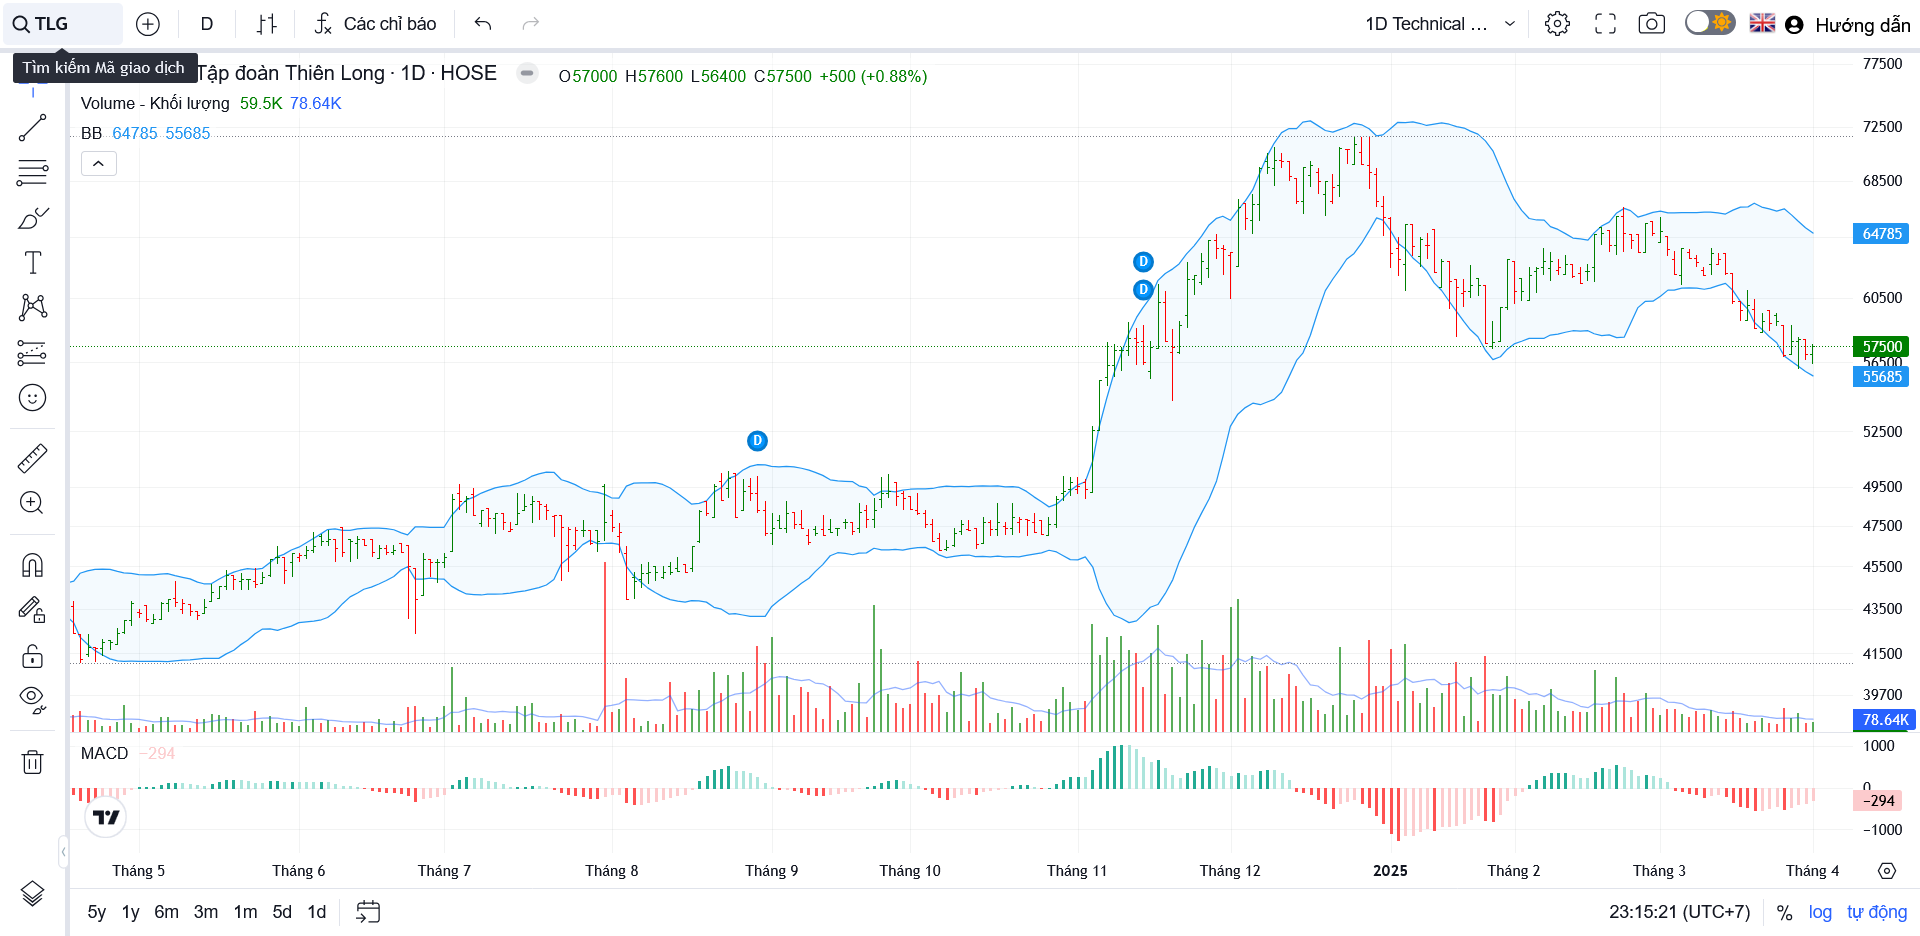 TLG
D
Các chỉ báo
1D Technical ...
Hướng dẫn
Tìm kiếm Mã giao dịch
Tập đoàn Thiên Long · 1D · HOSE
O57000 H57600 L56400 C57500 +500 (+0.88%)
Volume - Khối lượng 59.5K 78.64K
BB 64785 55685
77500
72500
68500
64785
60500
57500
56500
55685
52500
49500
47500
45500
43500
41500
39700
78.64K
D
D
D
MACD −294
1000
0
−294
−1000
Tháng 5 Tháng 6 Tháng 7 Tháng 8 Tháng 9 Tháng 10 Tháng 11 Tháng 12 2025 Tháng 2 Tháng 3 Tháng 4
5y 1y 6m 3m 1m 5d 1d
23:15:21 (UTC+7) % log tự động